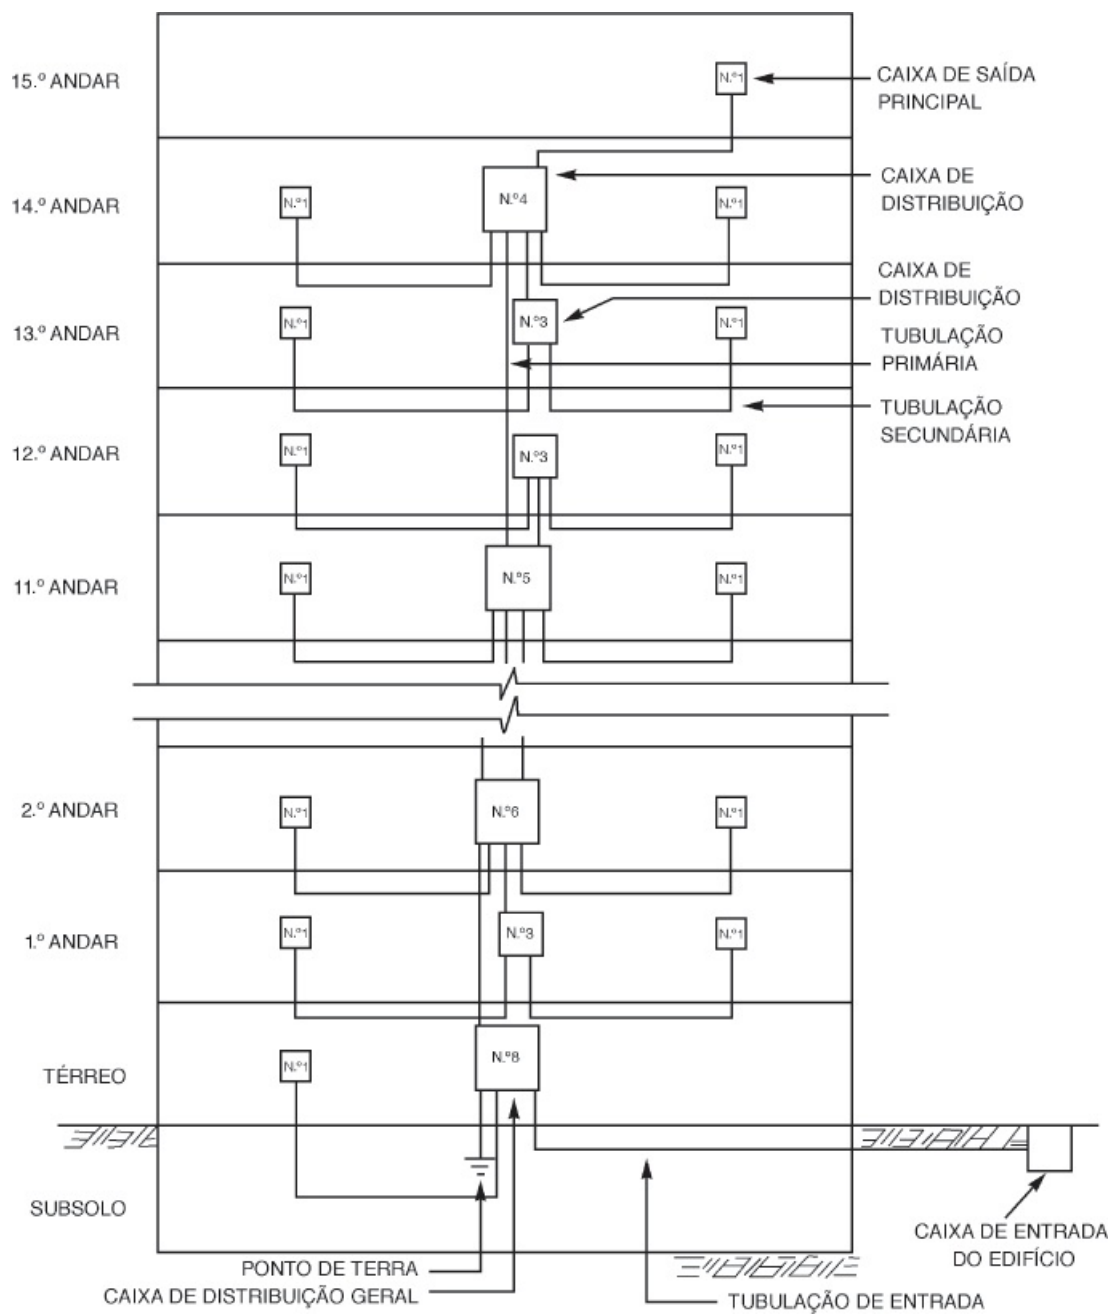 15.º ANDAR
N.º1
CAIXA DE SAÍDA
PRINCIPAL
14.º ANDAR
N.º1
N.º4
N.º1
CAIXA DE
DISTRIBUIÇÃO
13.º ANDAR
N.º1
N.º3
N.º1
CAIXA DE
DISTRIBUIÇÃO
TUBULAÇÃO
PRIMÁRIA
TUBULAÇÃO
SECUNDÁRIA
12.º ANDAR
N.º1
N.º3
N.º1
11.º ANDAR
N.º1
N.º5
N.º1
2.º ANDAR
N.º1
N.º6
N.º1
1.º ANDAR
N.º1
N.º3
N.º1
TÉRREO
N.º1
N.º8
SUBSOLO
CAIXA DE ENTRADA
DO EDIFÍCIO
PONTO DE TERRA
CAIXA DE DISTRIBUIÇÃO GERAL
TUBULAÇÃO DE ENTRADA